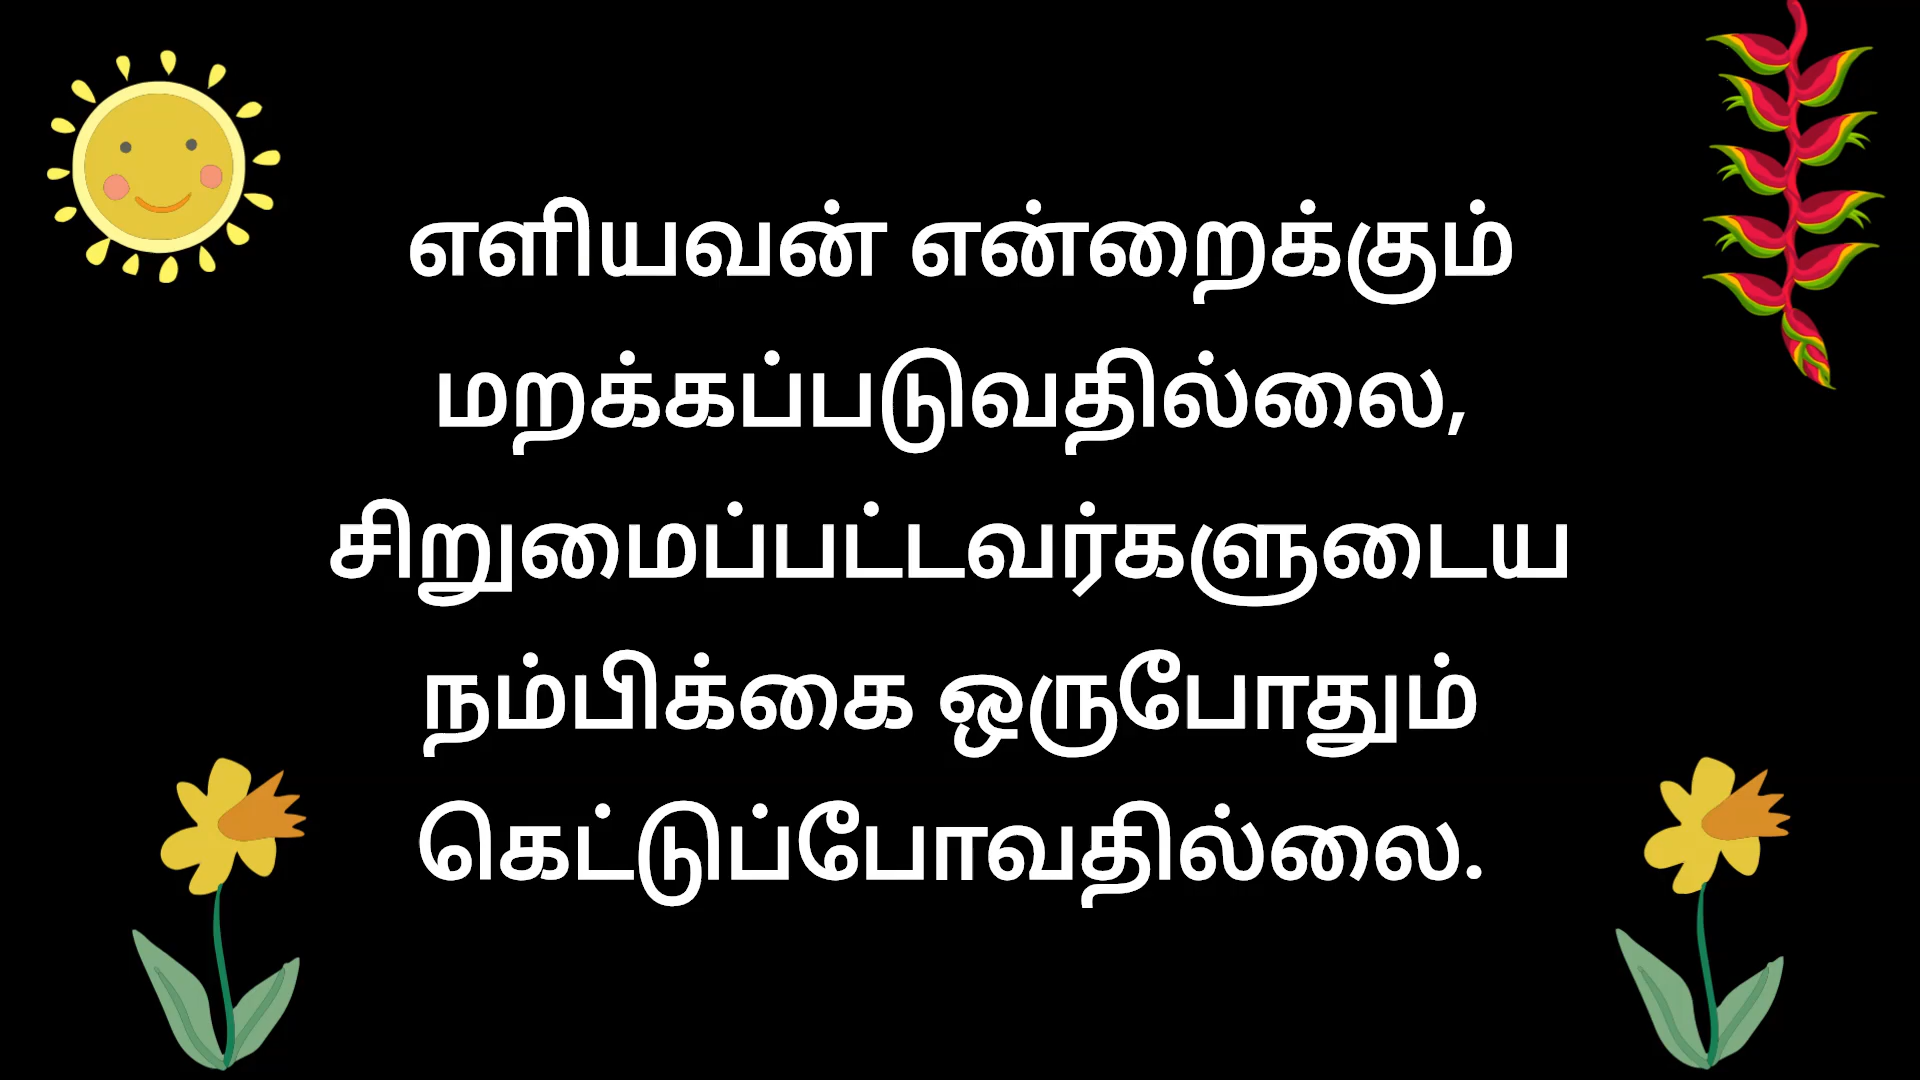 எளியவன் என்றைக்கும்
மறக்கப்படுவதில்லை,
சிறுமைப்பட்டவர்களுடைய
நம்பிக்கை ஒருபோதும்
கெட்டுப்போவதில்லை.